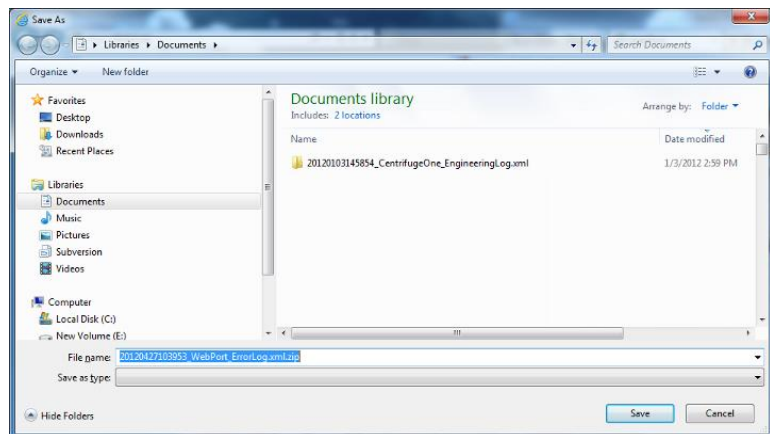 Save As
Libraries Documents
Search Documents
Organize New folder
Favorites
Desktop
Downloads
Recent Places
Libraries
Documents
Music
Pictures
Subversion
Videos
Computer
Local Disk (C:)
New Volume (E:)
Documents library
Includes: 2 locations
Arrange by: Folder
Name Date modified
20120103145854_CentrifugeOne_EngineeringLog.xml 1/3/2012 2:59 PM
File name: 20120427103953_WebPort_ErrorLog.xml.zip
Save as type:
Hide Folders
Save Cancel